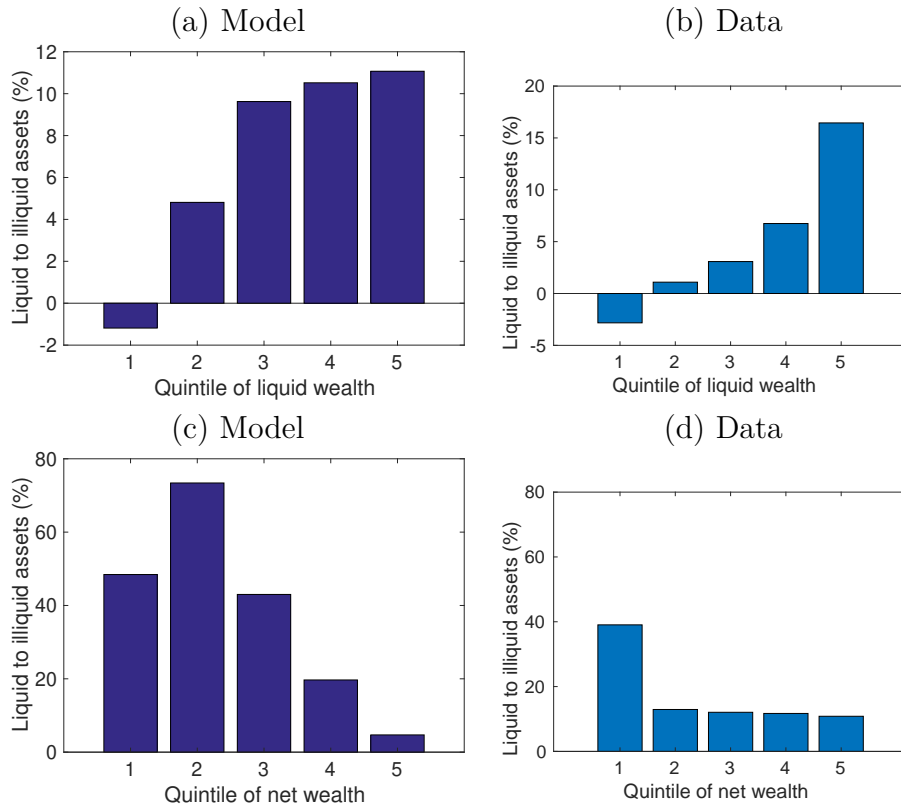 (a) Model
Liquid to illiquid assets (%)
12
10
8
6
4
2
0
-2
1 2 3 4 5
Quintile of liquid wealth
(b) Data
Liquid to illiquid assets (%)
20
15
10
5
0
-5
1 2 3 4 5
Quintile of liquid wealth
(c) Model
Liquid to illiquid assets (%)
80
60
40
20
0
1 2 3 4 5
Quintile of net wealth
(d) Data
Liquid to illiquid assets (%)
80
60
40
20
0
1 2 3 4 5
Quintile of net wealth